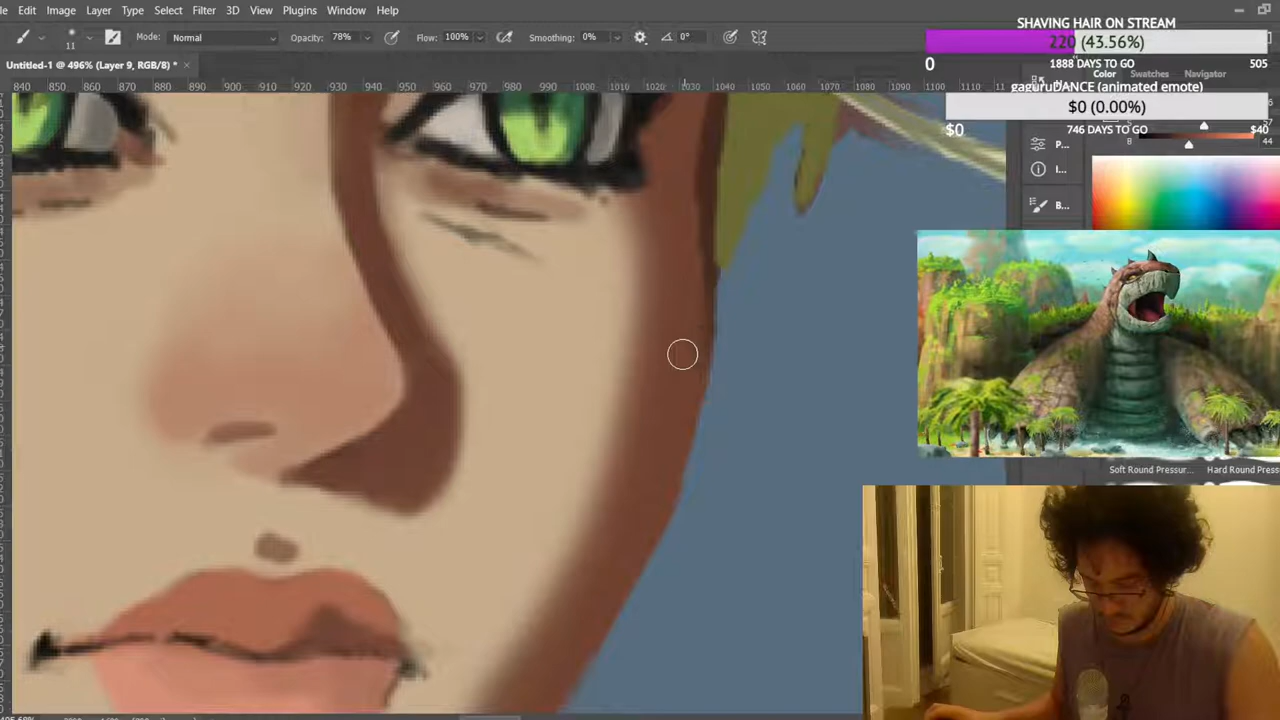 Edit Image Layer Type Select Filter 3D View Plugins Window Help
SHAVING HAIR ON STREAM
220 (43.56%)
0 1888 DAYS TO GO 505
11 Mode: Normal Opacity: 78% Flow: 100% Smoothing: 0% 0°
Untitled-1 @ 496% (Layer 9, RGB/8) *
Color Swatches Navigator
gaguruDANCE (animated emote)
$0 (0.00%)
$0 746 DAYS TO GO $40
840 850 860 870 880 890 900 910 920 930 940 950 960 970 980 990 1000 1010 1020 1030 1040 1050 1060 1070 1080 1090 1100 1110
44
P...
I...
B...
Soft Round Pressur... Hard Round Press